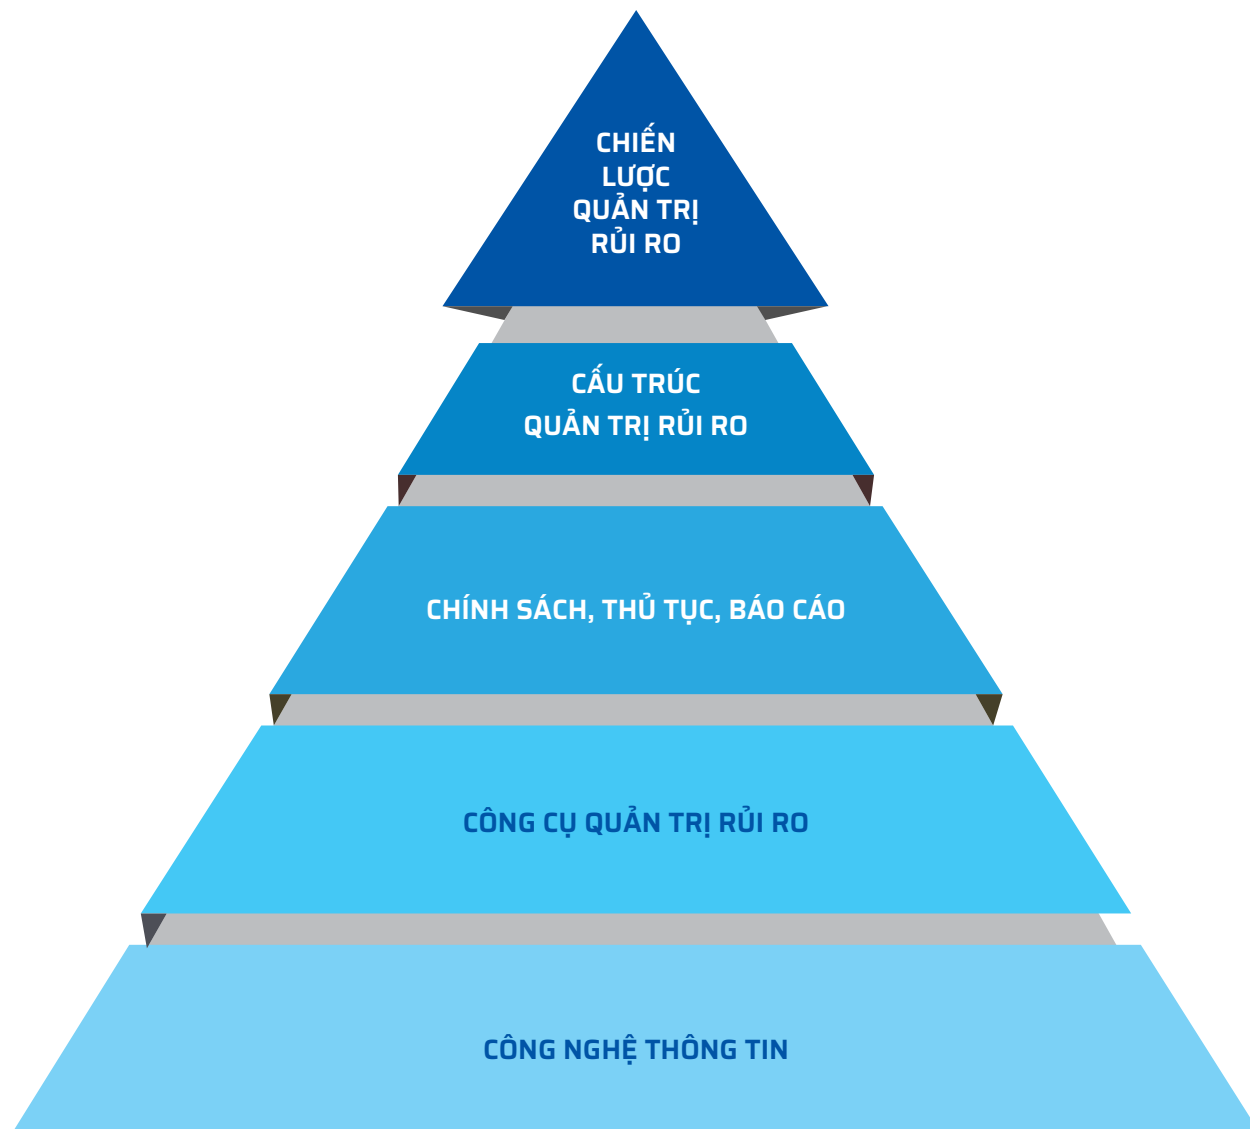 CHIẾN
LƯỢC
QUẢN TRỊ
RỦI RO
CẤU TRÚC
QUẢN TRỊ RỦI RO
CHÍNH SÁCH, THỦ TỤC, BÁO CÁO
CÔNG CỤ QUẢN TRỊ RỦI RO
CÔNG NGHỆ THÔNG TIN